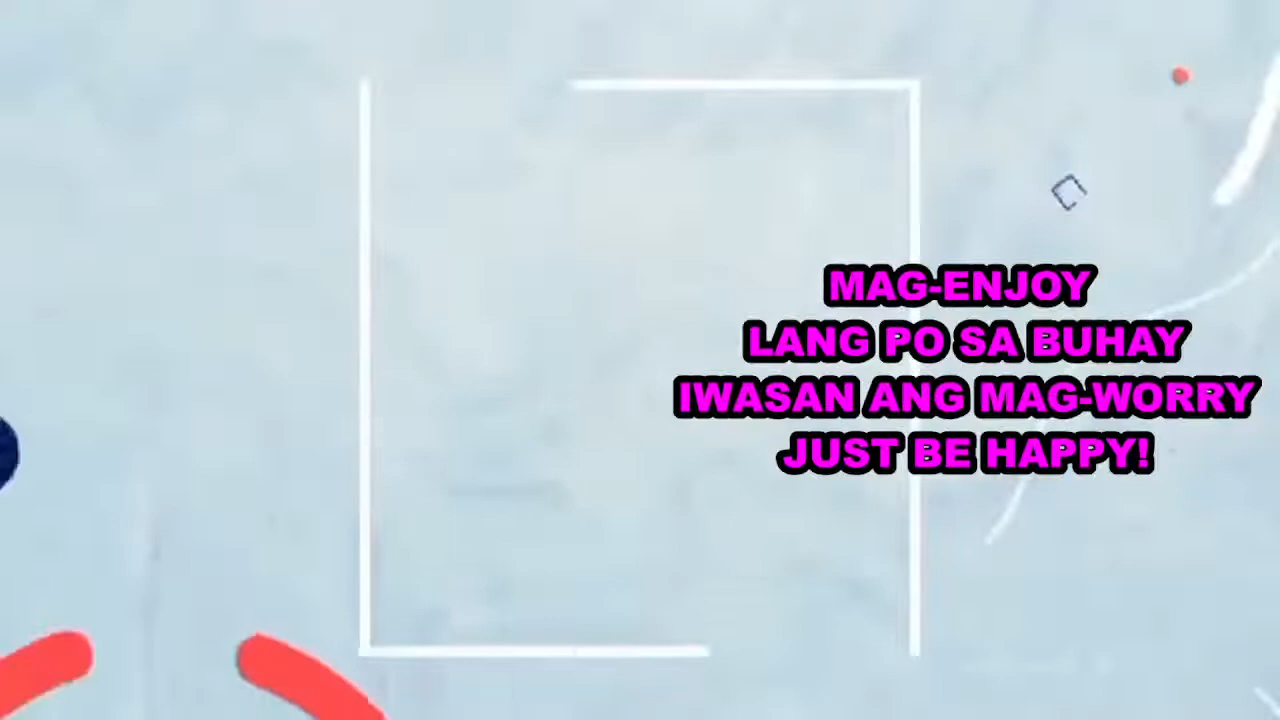 MAG-ENJOY
LANG PO SA BUHAY
IWASAN ANG MAG-WORRY
JUST BE HAPPY!